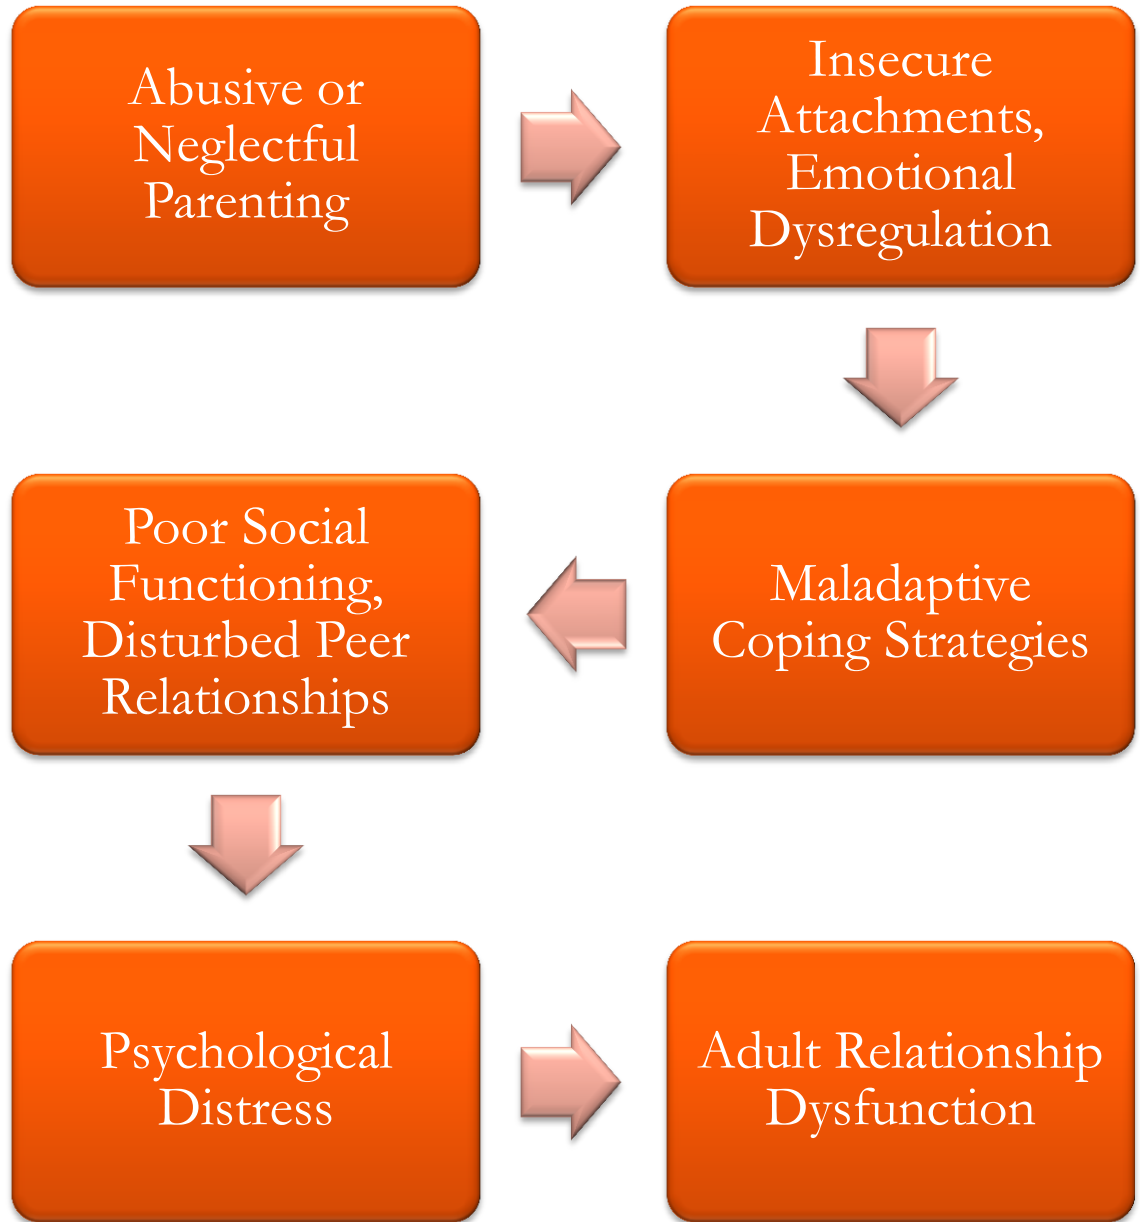 Abusive or
Neglectful
Parenting
Insecure
Attachments,
Emotional
Dysregulation
Maladaptive
Coping Strategies
Poor Social
Functioning,
Disturbed Peer
Relationships
Psychological
Distress
Adult Relationship
Dysfunction